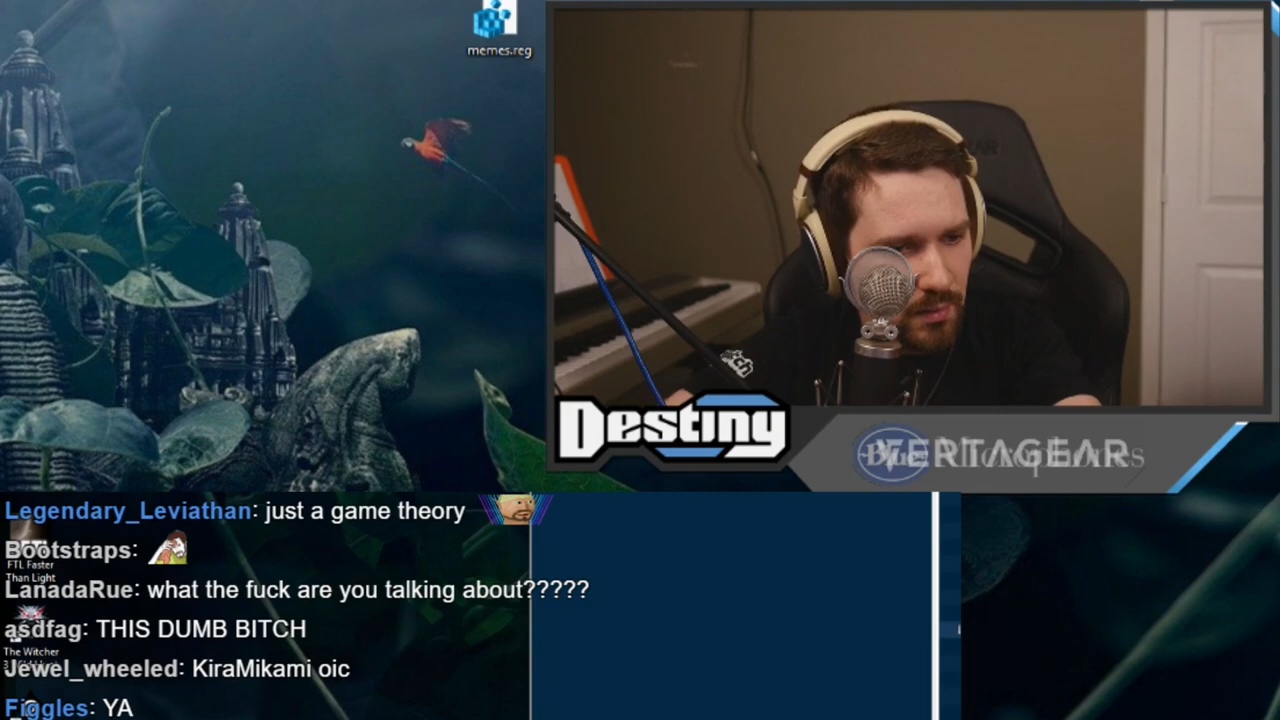 memes.reg
Destiny
VERTAGEAR
Legendary_Leviathan: just a game theory
Bootstraps:
FTL Faster
Than Light
LanadaRue: what the fuck are you talking about?????
asdfag: THIS DUMB BITCH
The Witcher
Jewel_wheeled: KiraMikami oic
Figgles: YA